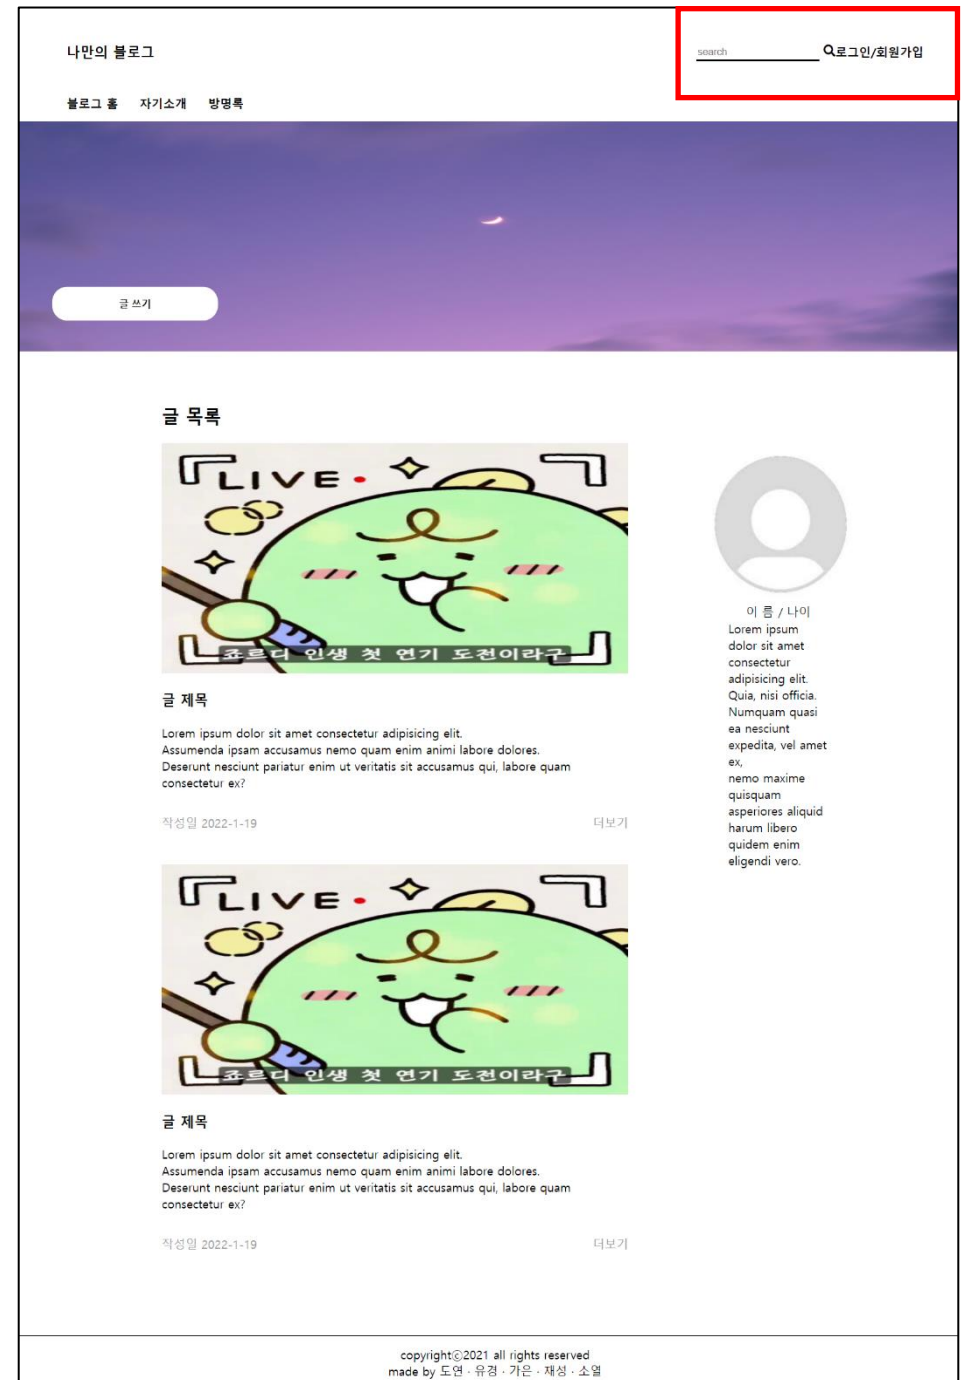 나만의 블로그
search
로그인/회원가입
블로그 홈 자기소개 방명록
글 쓰기
글 목록
LIVE
죠르디 인생 첫 연기 도전이라구
글 제목
Lorem ipsum dolor sit amet consectetur adipisicing elit.
Assumenda ipsam accusamus nemo quam enim animi labore dolores.
Deserunt nesciunt pariatur enim ut veritatis sit accusamus qui, labore quam
consectetur ex?
작성일 2022-1-19 더보기
LIVE
죠르디 인생 첫 연기 도전이라구
글 제목
Lorem ipsum dolor sit amet consectetur adipisicing elit.
Assumenda ipsam accusamus nemo quam enim animi labore dolores.
Deserunt nesciunt pariatur enim ut veritatis sit accusamus qui, labore quam
consectetur ex?
작성일 2022-1-19 더보기
이 름 / 나이
Lorem ipsum
dolor sit amet
consectetur
adipisicing elit.
Quia, nisi officia.
Numquam quasi
ea nesciunt
expedita, vel amet
ex,
nemo maxime
quisquam
asperiores aliquid
harum libero
quidem enim
eligendi vero.
copyrightⓒ2021 all rights reserved
made by 도연 · 유경 · 가은 · 재성 · 소열